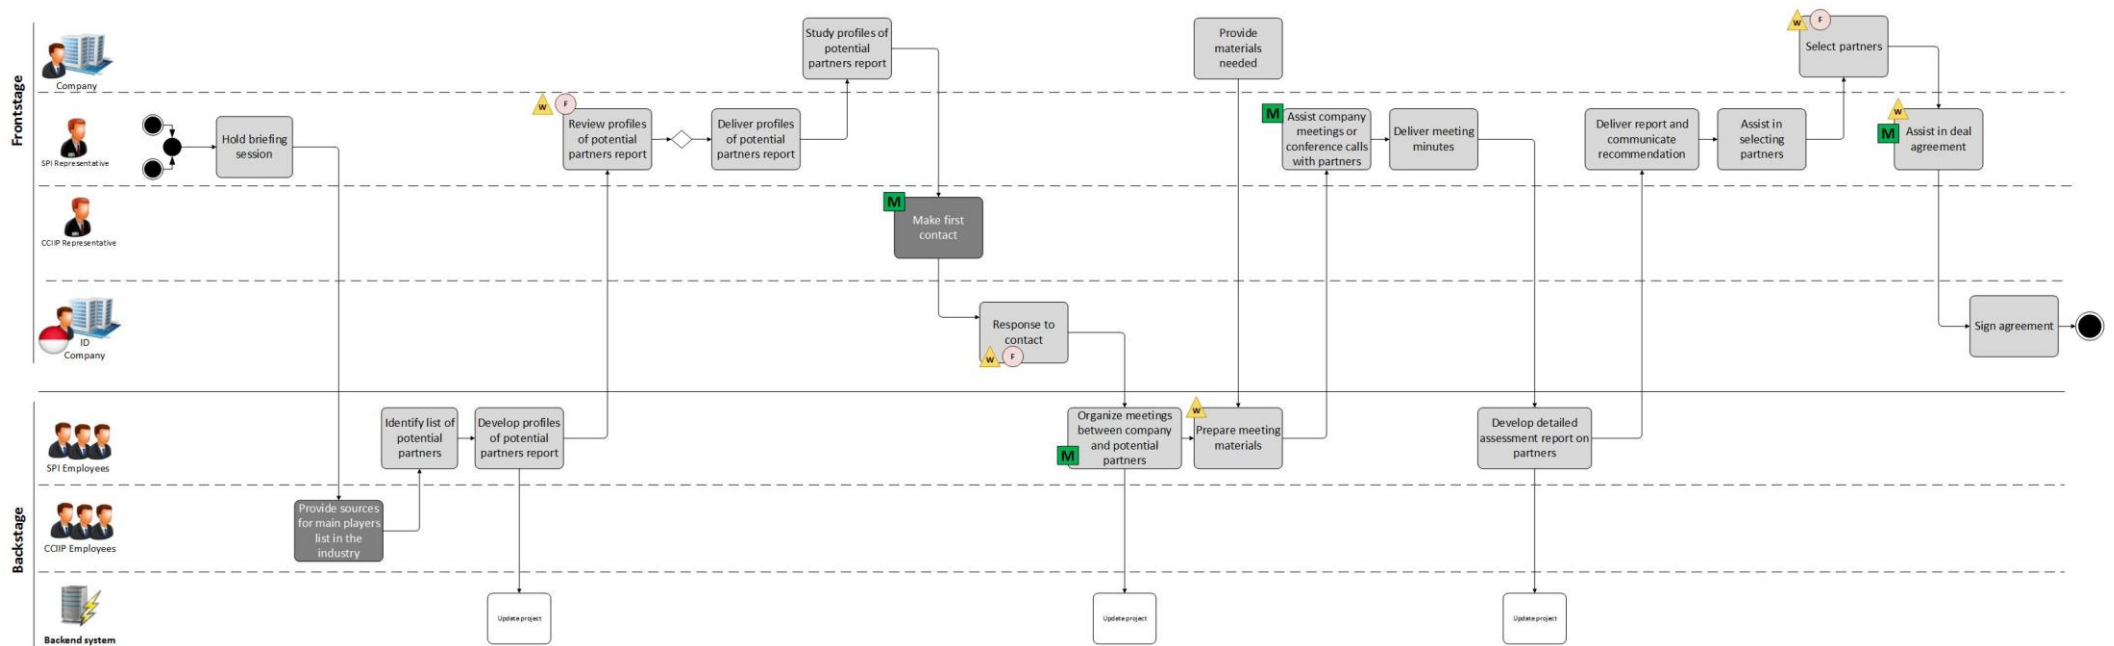 Frontstage
Company
Study profiles of
potential
partners report
Provide
materials
needed
W
F
Select partners
SPI Representative
Hold briefing
session
W
F
Review profiles
of potential
partners report
Deliver profiles
of potential
partners report
M
Assist company
meetings or
conference calls
with partners
Deliver meeting
minutes
Deliver report and
communicate
recommendation
Assist in
selecting
partners
W
M
Assist in deal
agreement
CCIIP Representative
M
Make first
contact
ID
Company
Response to
contact
W
F
Sign agreement
Backstage
SPI Employees
Identify list of
potential
partners
Develop profiles
of potential
partners report
Organize meetings
between company
and potential
partners
M
W
Prepare meeting
materials
Develop detailed
assessment report on
partners
CCIIP Employees
Provide sources
for main players
list in the
industry
Backend system
Update project
Update project
Update project